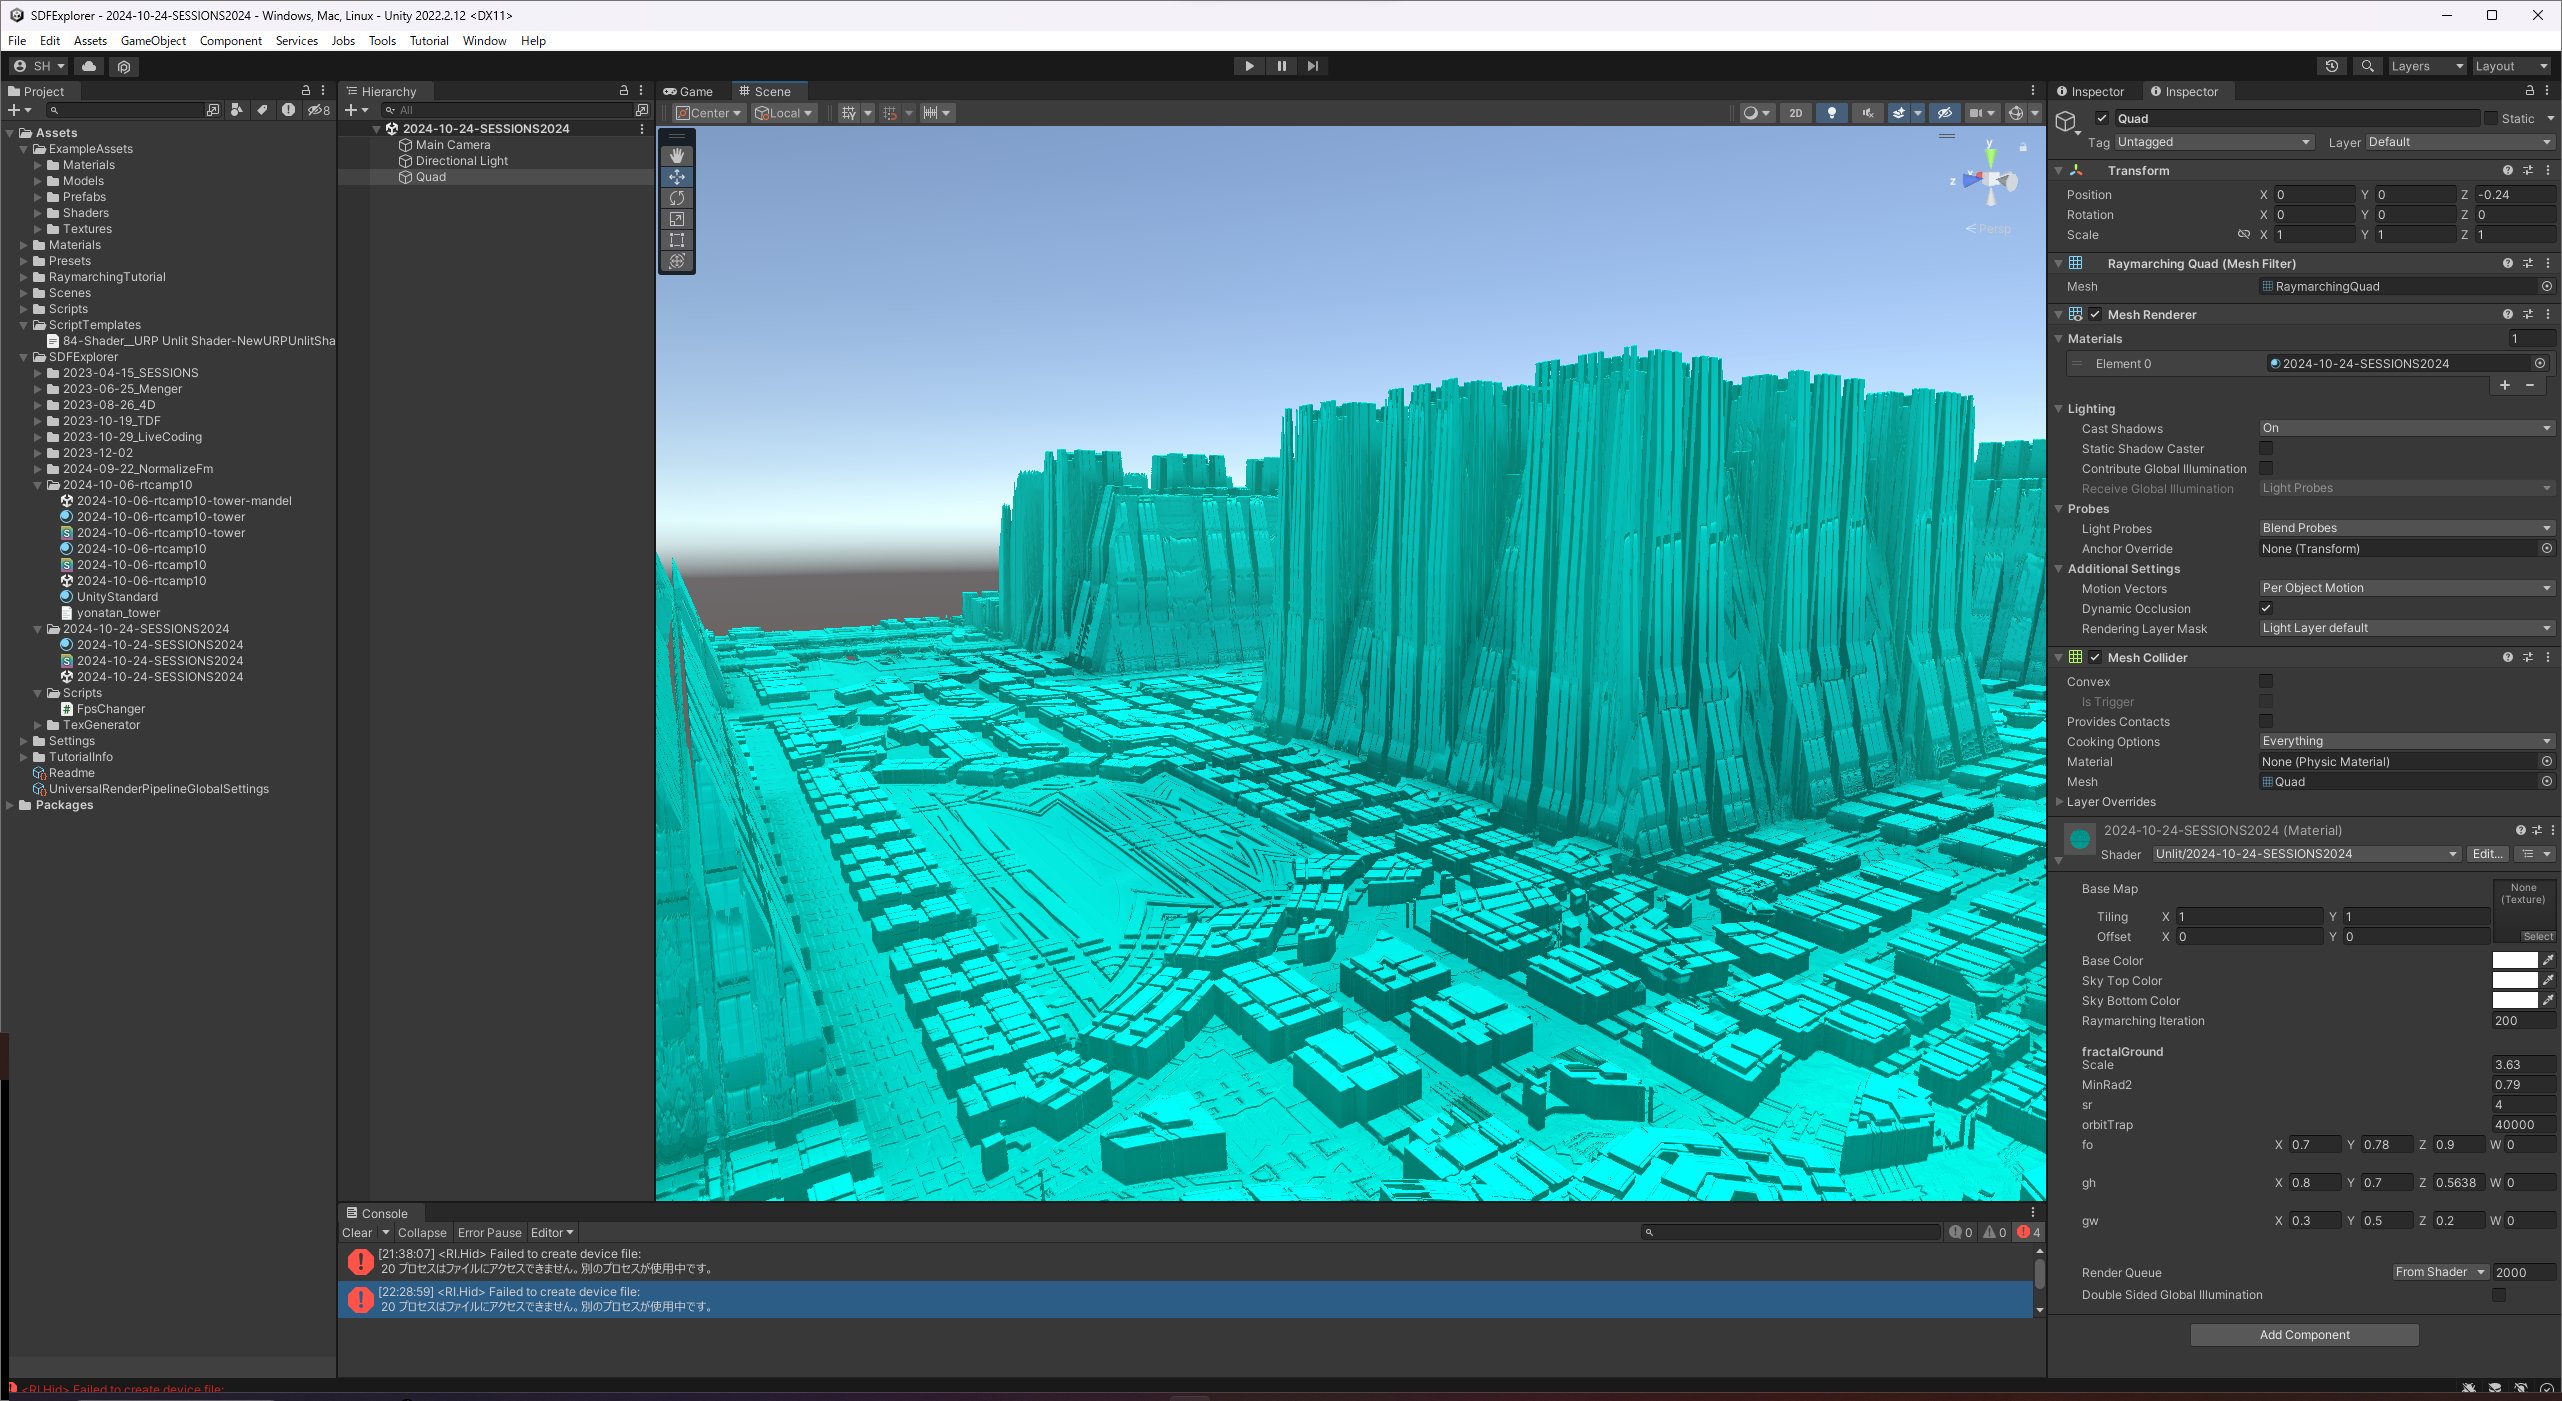 SDFExplorer - 2024-10-24-SESSIONS2024 - Windows, Mac, Linux - Unity 2022.2.12 <DX11>
File Edit Assets GameObject Component Services Jobs Tools Tutorial Window Help
SH
Layers
Layout
Project
8
Assets
ExampleAssets
Materials
Models
Prefabs
Shaders
Textures
Materials
Presets
RaymarchingTutorial
Scenes
Scripts
ScriptTemplates
84-Shader__URP Unlit Shader-NewURPUnlitSha
SDFExplorer
2023-04-15_SESSIONS
2023-06-25_Menger
2023-08-26_4D
2023-10-19_TDF
2023-10-29_LiveCoding
2023-12-02
2024-09-22_NormalizeFm
2024-10-06-rtcamp10
2024-10-06-rtcamp10-tower-mandel
2024-10-06-rtcamp10-tower
2024-10-06-rtcamp10-tower
2024-10-06-rtcamp10
2024-10-06-rtcamp10
2024-10-06-rtcamp10
UnityStandard
yonatan_tower
2024-10-24-SESSIONS2024
2024-10-24-SESSIONS2024
2024-10-24-SESSIONS2024
2024-10-24-SESSIONS2024
Scripts
FpsChanger
TexGenerator
Settings
TutorialInfo
Readme
UniversalRenderPipelineGlobalSettings
Packages
Hierarchy
All
2024-10-24-SESSIONS2024
Main Camera
Directional Light
Quad
Game Scene
Center Local 2D
y
z
Persp
Console
Clear Collapse Error Pause Editor 0 0 4
[21:38:07] <RI.Hid> Failed to create device file:
20 プロセスはファイルにアクセスできません。別のプロセスが使用中です。
[22:28:59] <RI.Hid> Failed to create device file:
20 プロセスはファイルにアクセスできません。別のプロセスが使用中です。
Inspector Inspector
Quad Static
Tag Untagged Layer Default
Transform
Position X 0 Y 0 Z -0.24
Rotation X 0 Y 0 Z 0
Scale X 1 Y 1 Z 1
Raymarching Quad (Mesh Filter)
Mesh RaymarchingQuad
Mesh Renderer
Materials 1
Element 0 2024-10-24-SESSIONS2024
Lighting
Cast Shadows On
Static Shadow Caster
Contribute Global Illumination
Receive Global Illumination Light Probes
Probes
Light Probes Blend Probes
Anchor Override None (Transform)
Additional Settings
Motion Vectors Per Object Motion
Dynamic Occlusion
Rendering Layer Mask Light Layer default
Mesh Collider
Convex
Is Trigger
Provides Contacts
Cooking Options Everything
Material None (Physic Material)
Mesh Quad
Layer Overrides
2024-10-24-SESSIONS2024 (Material)
Shader Unlit/2024-10-24-SESSIONS2024 Edit...
Base Map None (Texture)
Tiling X 1 Y 1
Offset X 0 Y 0 Select
Base Color
Sky Top Color
Sky Bottom Color
Raymarching Iteration 200
fractalGround
Scale 3.63
MinRad2 0.79
sr 4
orbitTrap 40000
fo X 0.7 Y 0.78 Z 0.9 W 0
gh X 0.8 Y 0.7 Z 0.5638 W 0
gw X 0.3 Y 0.5 Z 0.2 W 0
Render Queue From Shader 2000
Double Sided Global Illumination
Add Component
<RI.Hid> Failed to create device file: